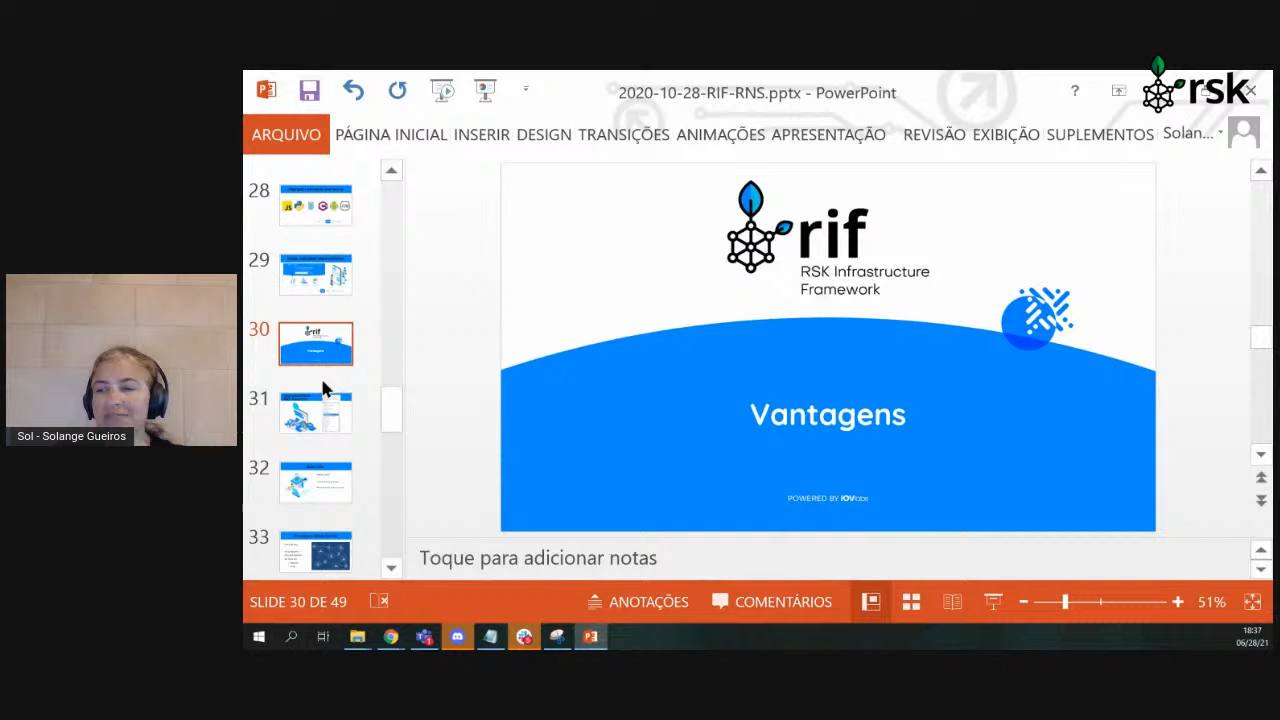 rsk
2020-10-28-RIF-RNS.pptx - PowerPoint
?
ARQUIVO PÁGINA INICIAL INSERIR DESIGN TRANSIÇÕES ANIMAÇÕES APRESENTAÇÃO REVISÃO EXIBIÇÃO SUPLEMENTOS Solan...
28
29
30
31
32
33
rif
RSK Infrastructure
Framework
Vantagens
POWERED BY IOVlabs
Toque para adicionar notas
SLIDE 30 DE 49 ANOTAÇÕES COMENTÁRIOS 51%
18:37
06/28/21
Sol - Solange Gueiros